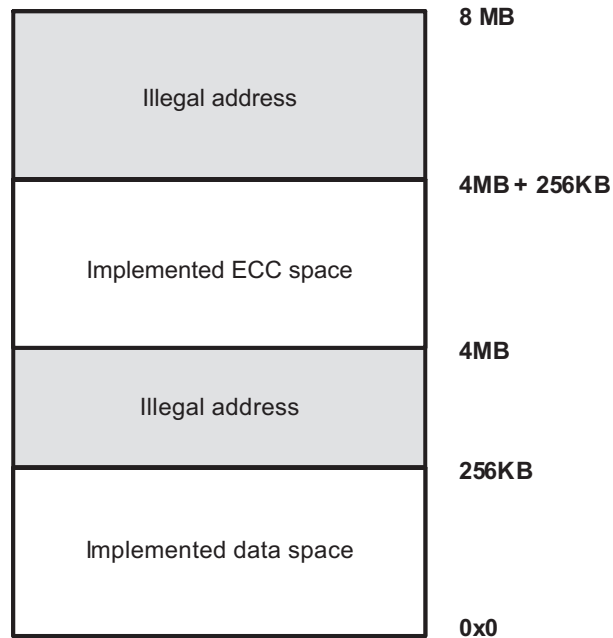 8 MB
Illegal address
4MB + 256KB
Implemented ECC space
4MB
Illegal address
256KB
Implemented data space
0x0